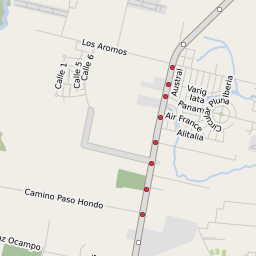 Los Aromos
Calle 1
Calle 5
Calle 6
Austral
Iberia
Varig
Iata
Panam
Pluna
Air France
Alitalia
Camino Paso Hondo